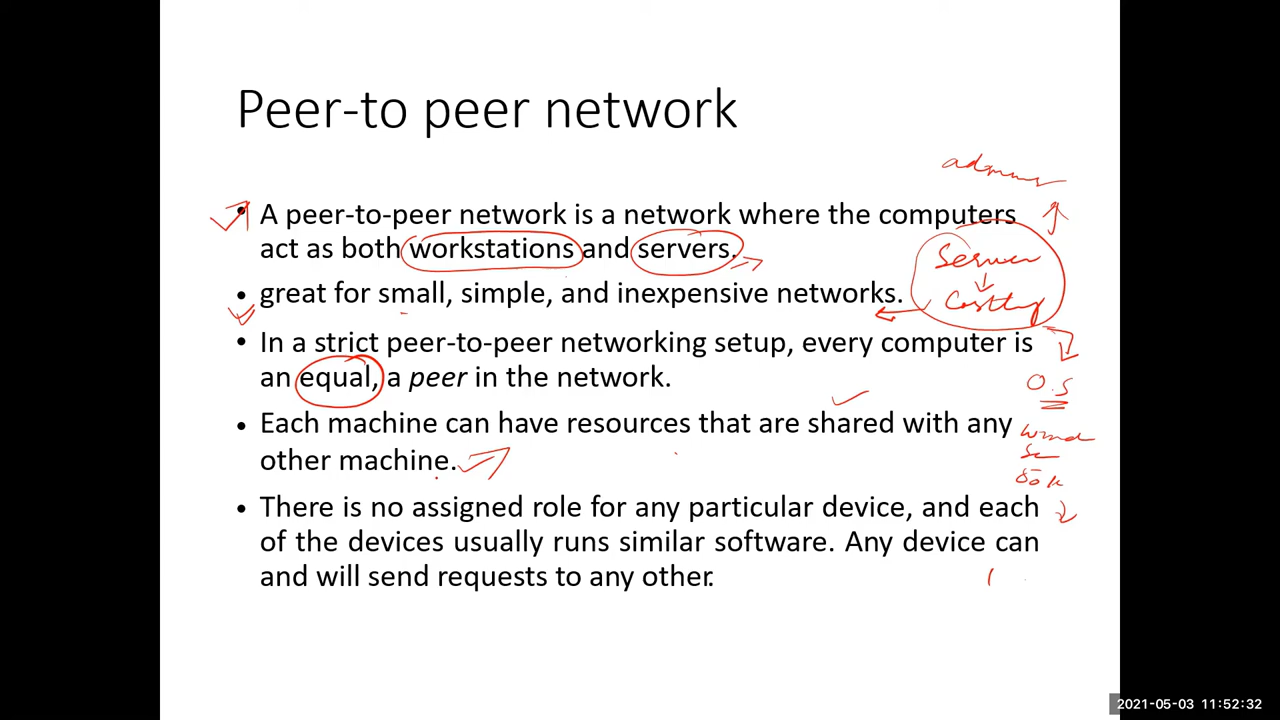 Peer-to peer network
• A peer-to-peer network is a network where the computers
act as both workstations and servers.
• great for small, simple, and inexpensive networks.
• In a strict peer-to-peer networking setup, every computer is
an equal, a peer in the network.
• Each machine can have resources that are shared with any
other machine.
• There is no assigned role for any particular device, and each
of the devices usually runs similar software. Any device can
and will send requests to any other.
Server
Costly
O.S
80k
2021-05-03 11:52:32